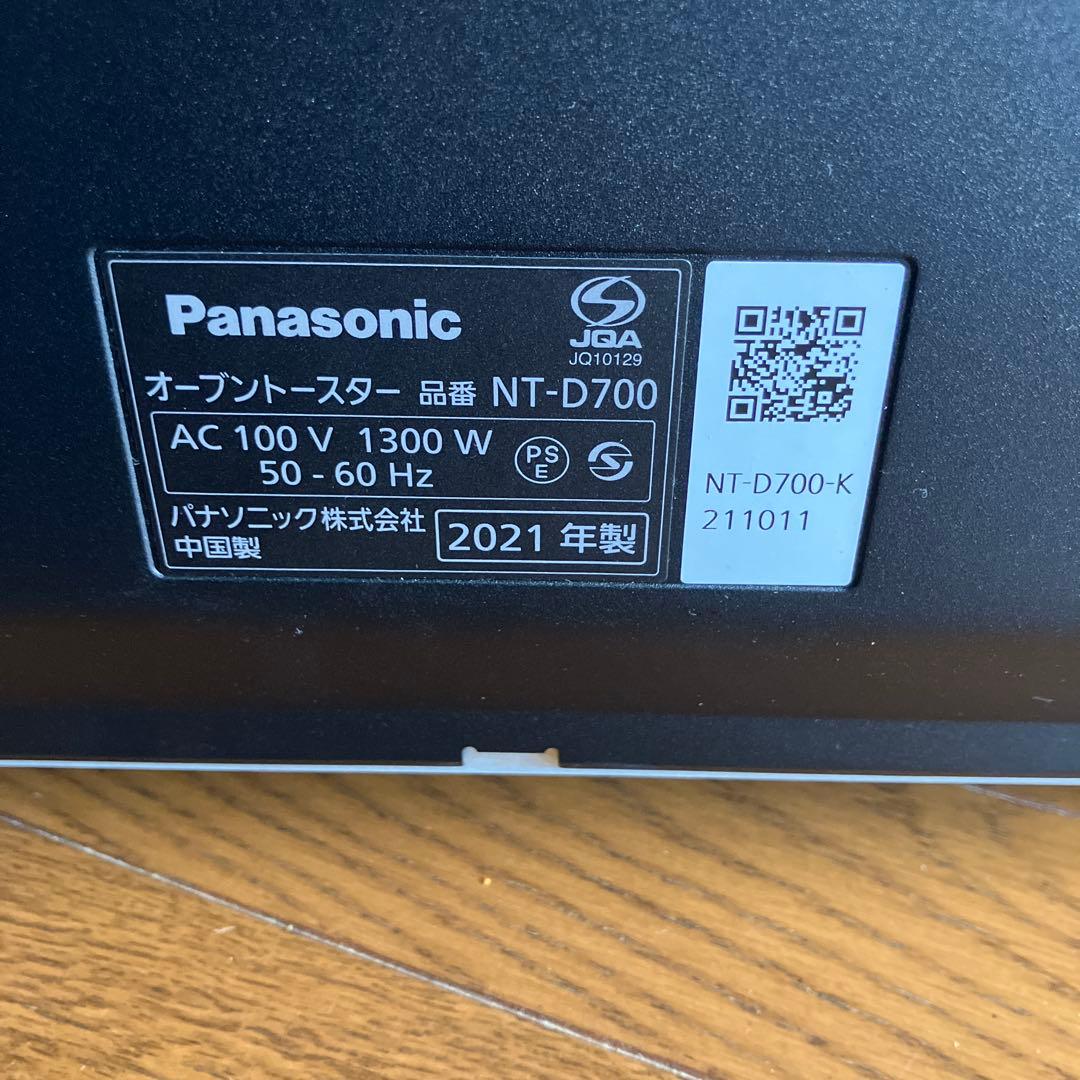 Panasonic
JQA
JQ10129
オーブントースター 品番 NT-D700
AC 100 V 1300 W
50 - 60 Hz
PS
E
パナソニック株式会社
中国製
2021 年製
NT-D700-K
211011